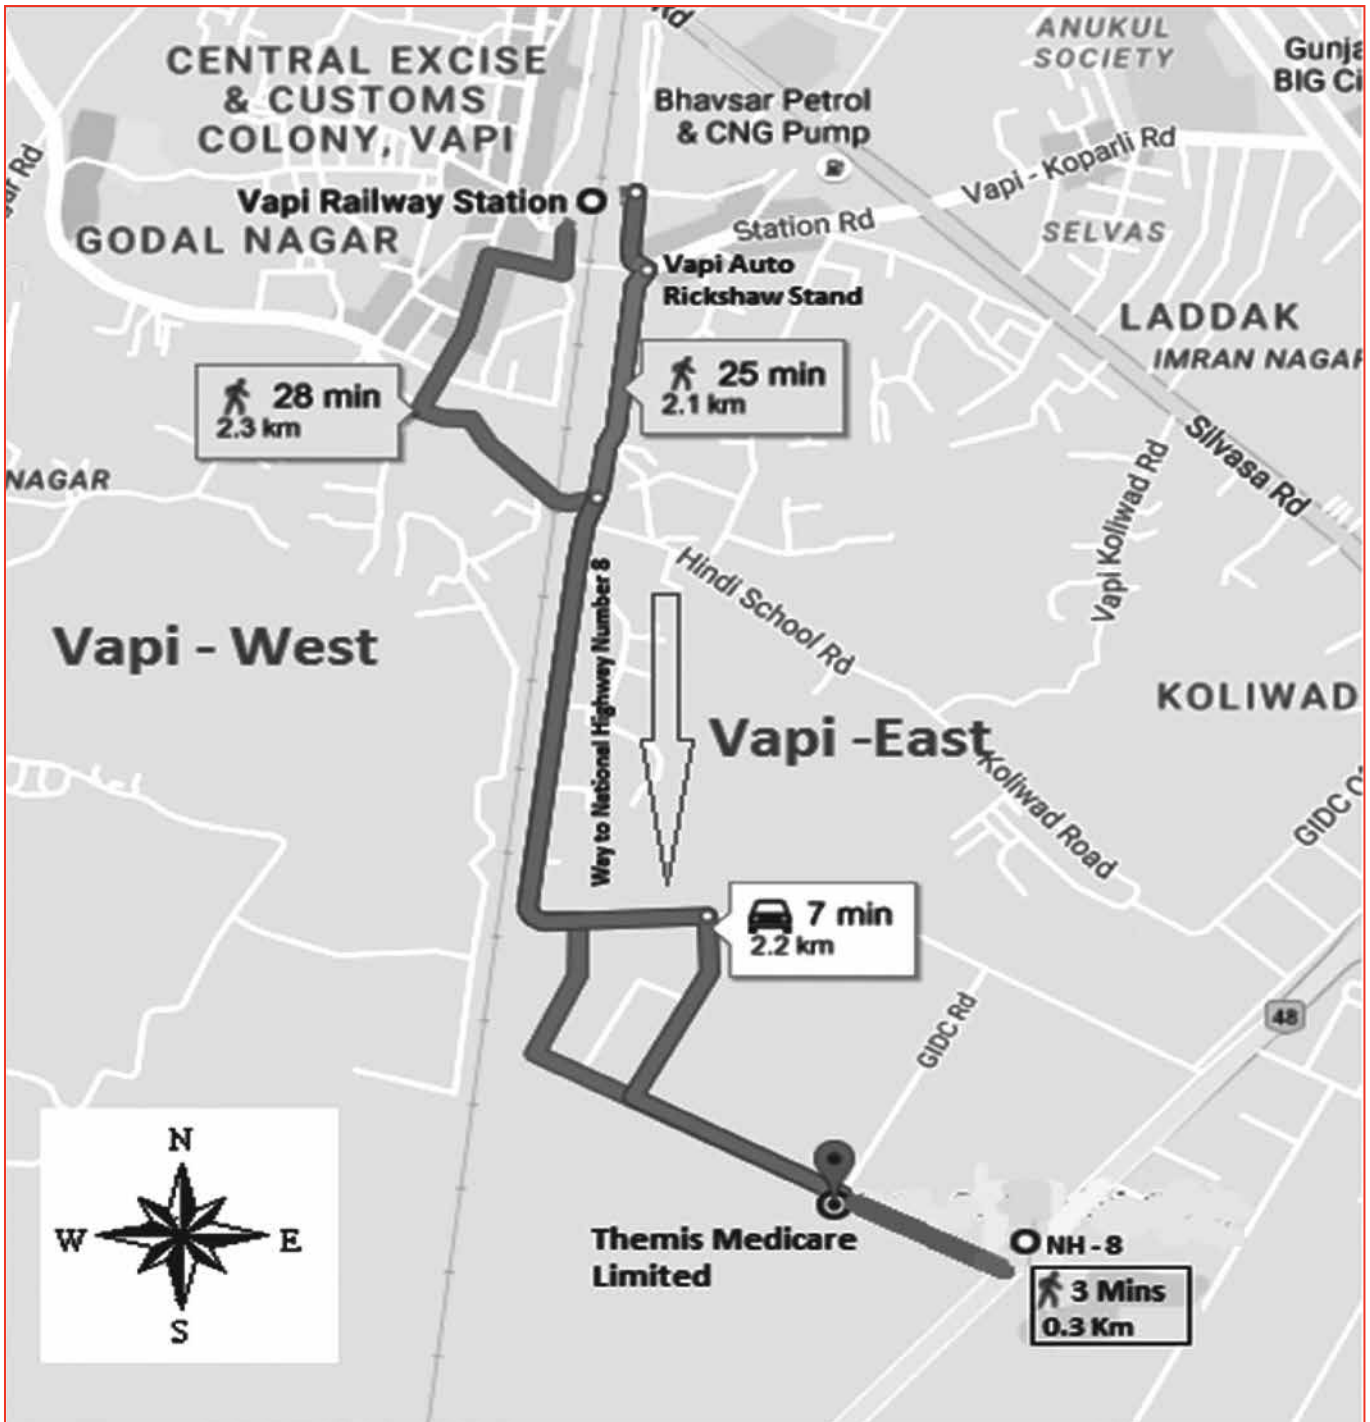 Rd
ANUKUL
SOCIETY
CENTRAL EXCISE
& CUSTOMS
COLONY, VAPI
Bhavsar Petrol
& CNG Pump
BIG
Rd
Vapi - Koparli Rd
Vapi Railway Station
GODAL NAGAR
Station Rd
SELVAS
Vapi Auto
Rickshaw Stand
LADDAK
IMRAN NAGAR
28 min
2.3 km
25 min
2.1 km
Silvasa Rd
NAGAR
Vapi Koliwad Rd
Hindi School Rd
Way to National Highway Number 8
Vapi - West
KOLIWAD
Vapi -East
Koliwad Road
GIDC
7 min
2.2 km
GIDC Rd
48
N
W E
S
Themis Medicare
Limited
NH - 8
3 Mins
0.3 Km